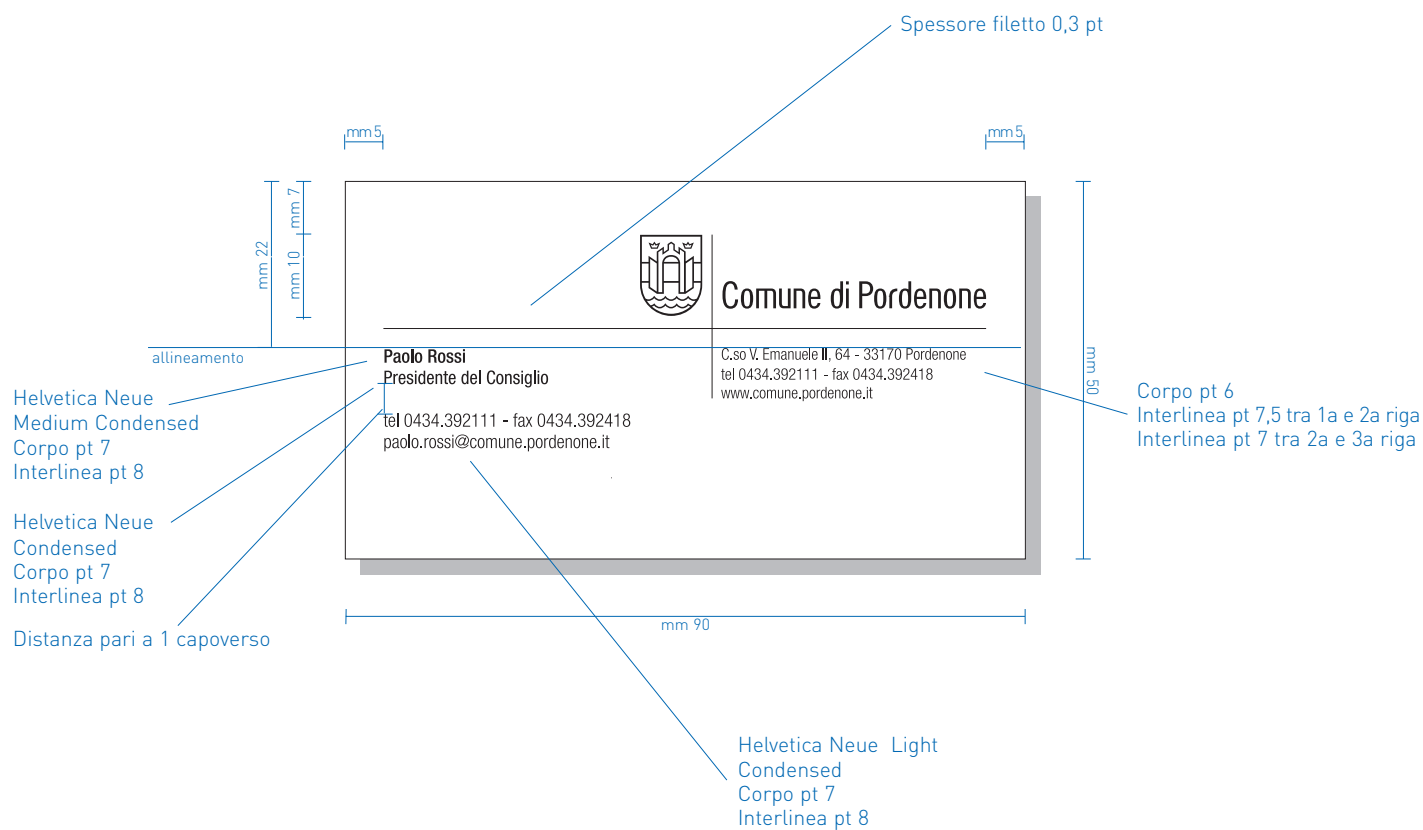 Spessore filetto 0,3 pt
mm 5
mm 5
mm 7
mm 22
mm 10
Comune di Pordenone
allineamento
Paolo Rossi
Presidente del Consiglio
tel 0434.392111 - fax 0434.392418
paolo.rossi@comune.pordenone.it
C.so V. Emanuele II, 64 - 33170 Pordenone
tel 0434.392111 - fax 0434.392418
www.comune.pordenone.it
mm 50
Helvetica Neue
Medium Condensed
Corpo pt 7
Interlinea pt 8
Corpo pt 6
Interlinea pt 7,5 tra 1a e 2a riga
Interlinea pt 7 tra 2a e 3a riga
Helvetica Neue
Condensed
Corpo pt 7
Interlinea pt 8
Distanza pari a 1 capoverso
mm 90
Helvetica Neue Light
Condensed
Corpo pt 7
Interlinea pt 8